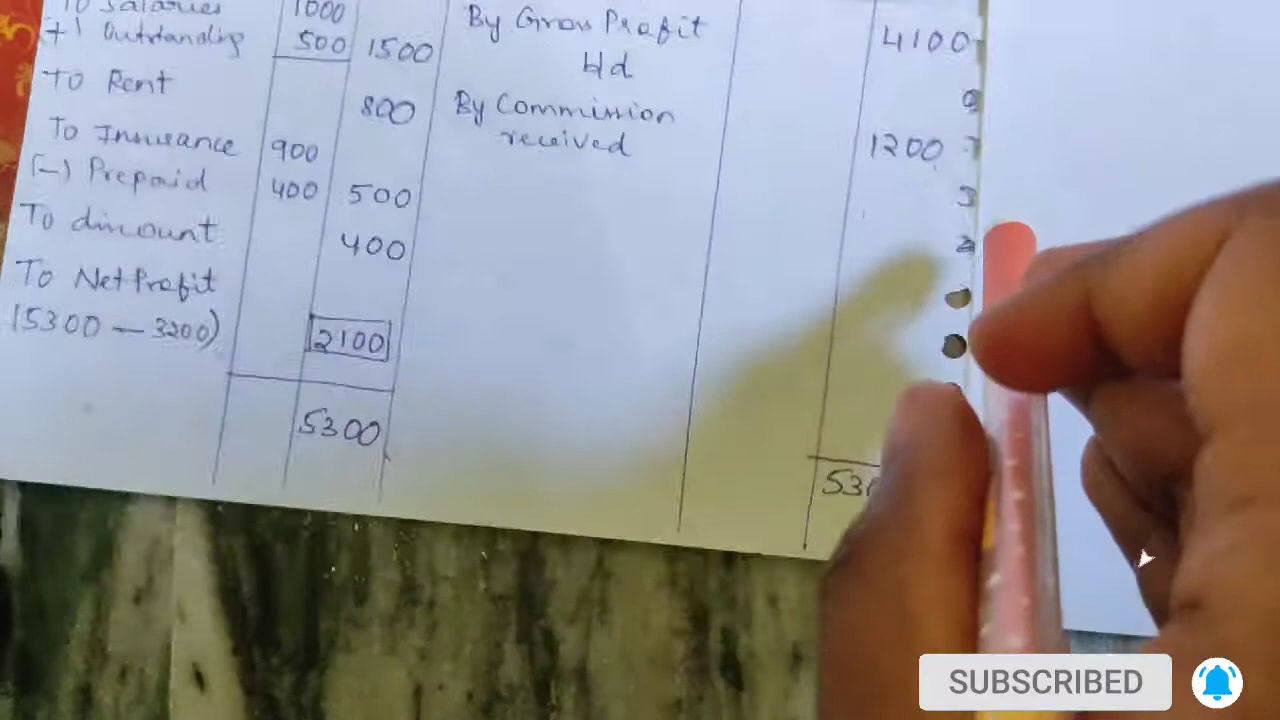 To Salaries 1000 By Gross Profit 4100
(+) Outstanding 500 1500 b/d
To Rent 800 By Commission
To Insurance 900 received 1200
(-) Prepaid 400 500
To discount 400
To Net Profit
(5300 - 3200) 2100
5300
SUBSCRIBED